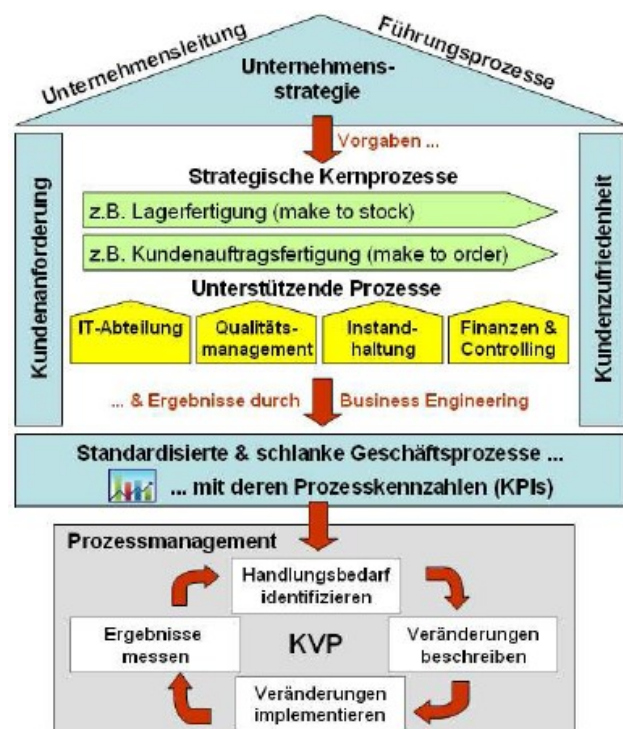 Unternehmensleitung
Führungsprozesse
Unternehmens-
strategie
Vorgaben ...
Kundenanforderung
Strategische Kernprozesse
z.B. Lagerfertigung (make to stock)
z.B. Kundenauftragsfertigung (make to order)
Unterstützende Prozesse
IT-Abteilung
Qualitäts-
management
Instand-
haltung
Finanzen &
Controlling
Kundenzufriedenheit
... & Ergebnisse durch
Business Engineering
Standardisierte & schlanke Geschäftsprozesse ...
... mit deren Prozesskennzahlen (KPIs)
Prozessmanagement
Handlungsbedarf
identifizieren
Ergebnisse
messen
KVP
Veränderungen
beschreiben
Veränderungen
implementieren